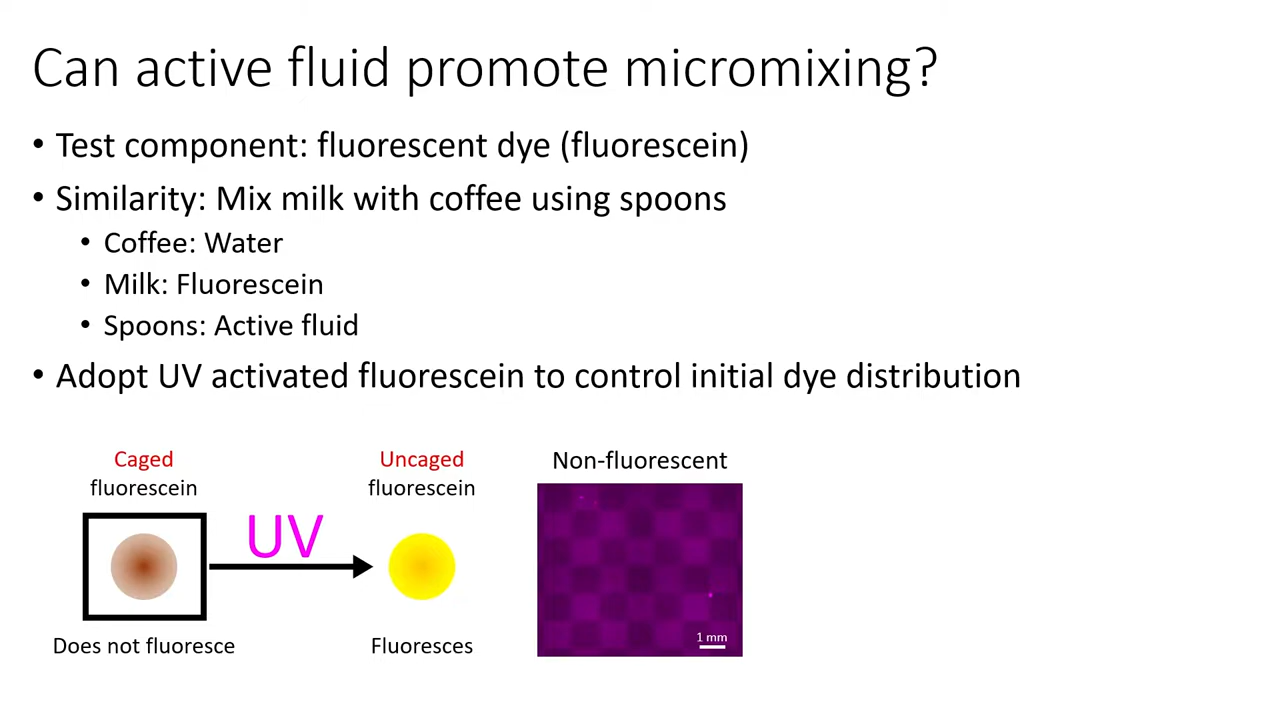 Can active fluid promote micromixing?
• Test component: fluorescent dye (fluorescein)
• Similarity: Mix milk with coffee using spoons
• Coffee: Water
• Milk: Fluorescein
• Spoons: Active fluid
• Adopt UV activated fluorescein to control initial dye distribution
Caged
fluorescein
UV
Does not fluoresce
Uncaged
fluorescein
Fluoresces
Non-fluorescent
1 mm